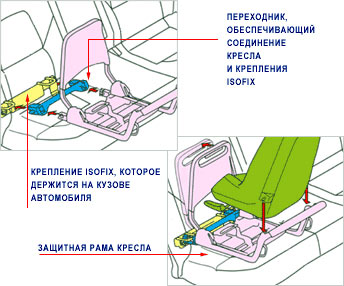 ПЕРЕХОДНИК,
ОБЕСПЕЧИВАЮЩИЙ
СОЕДИНЕНИЕ
КРЕСЛА
И КРЕПЛЕНИЯ
ISOFIX
КРЕПЛЕНИЕ ISOFIX, КОТОРОЕ
ДЕРЖИТСЯ НА КУЗОВЕ
АВТОМОБИЛЯ
ЗАЩИТНАЯ РАМА КРЕСЛА